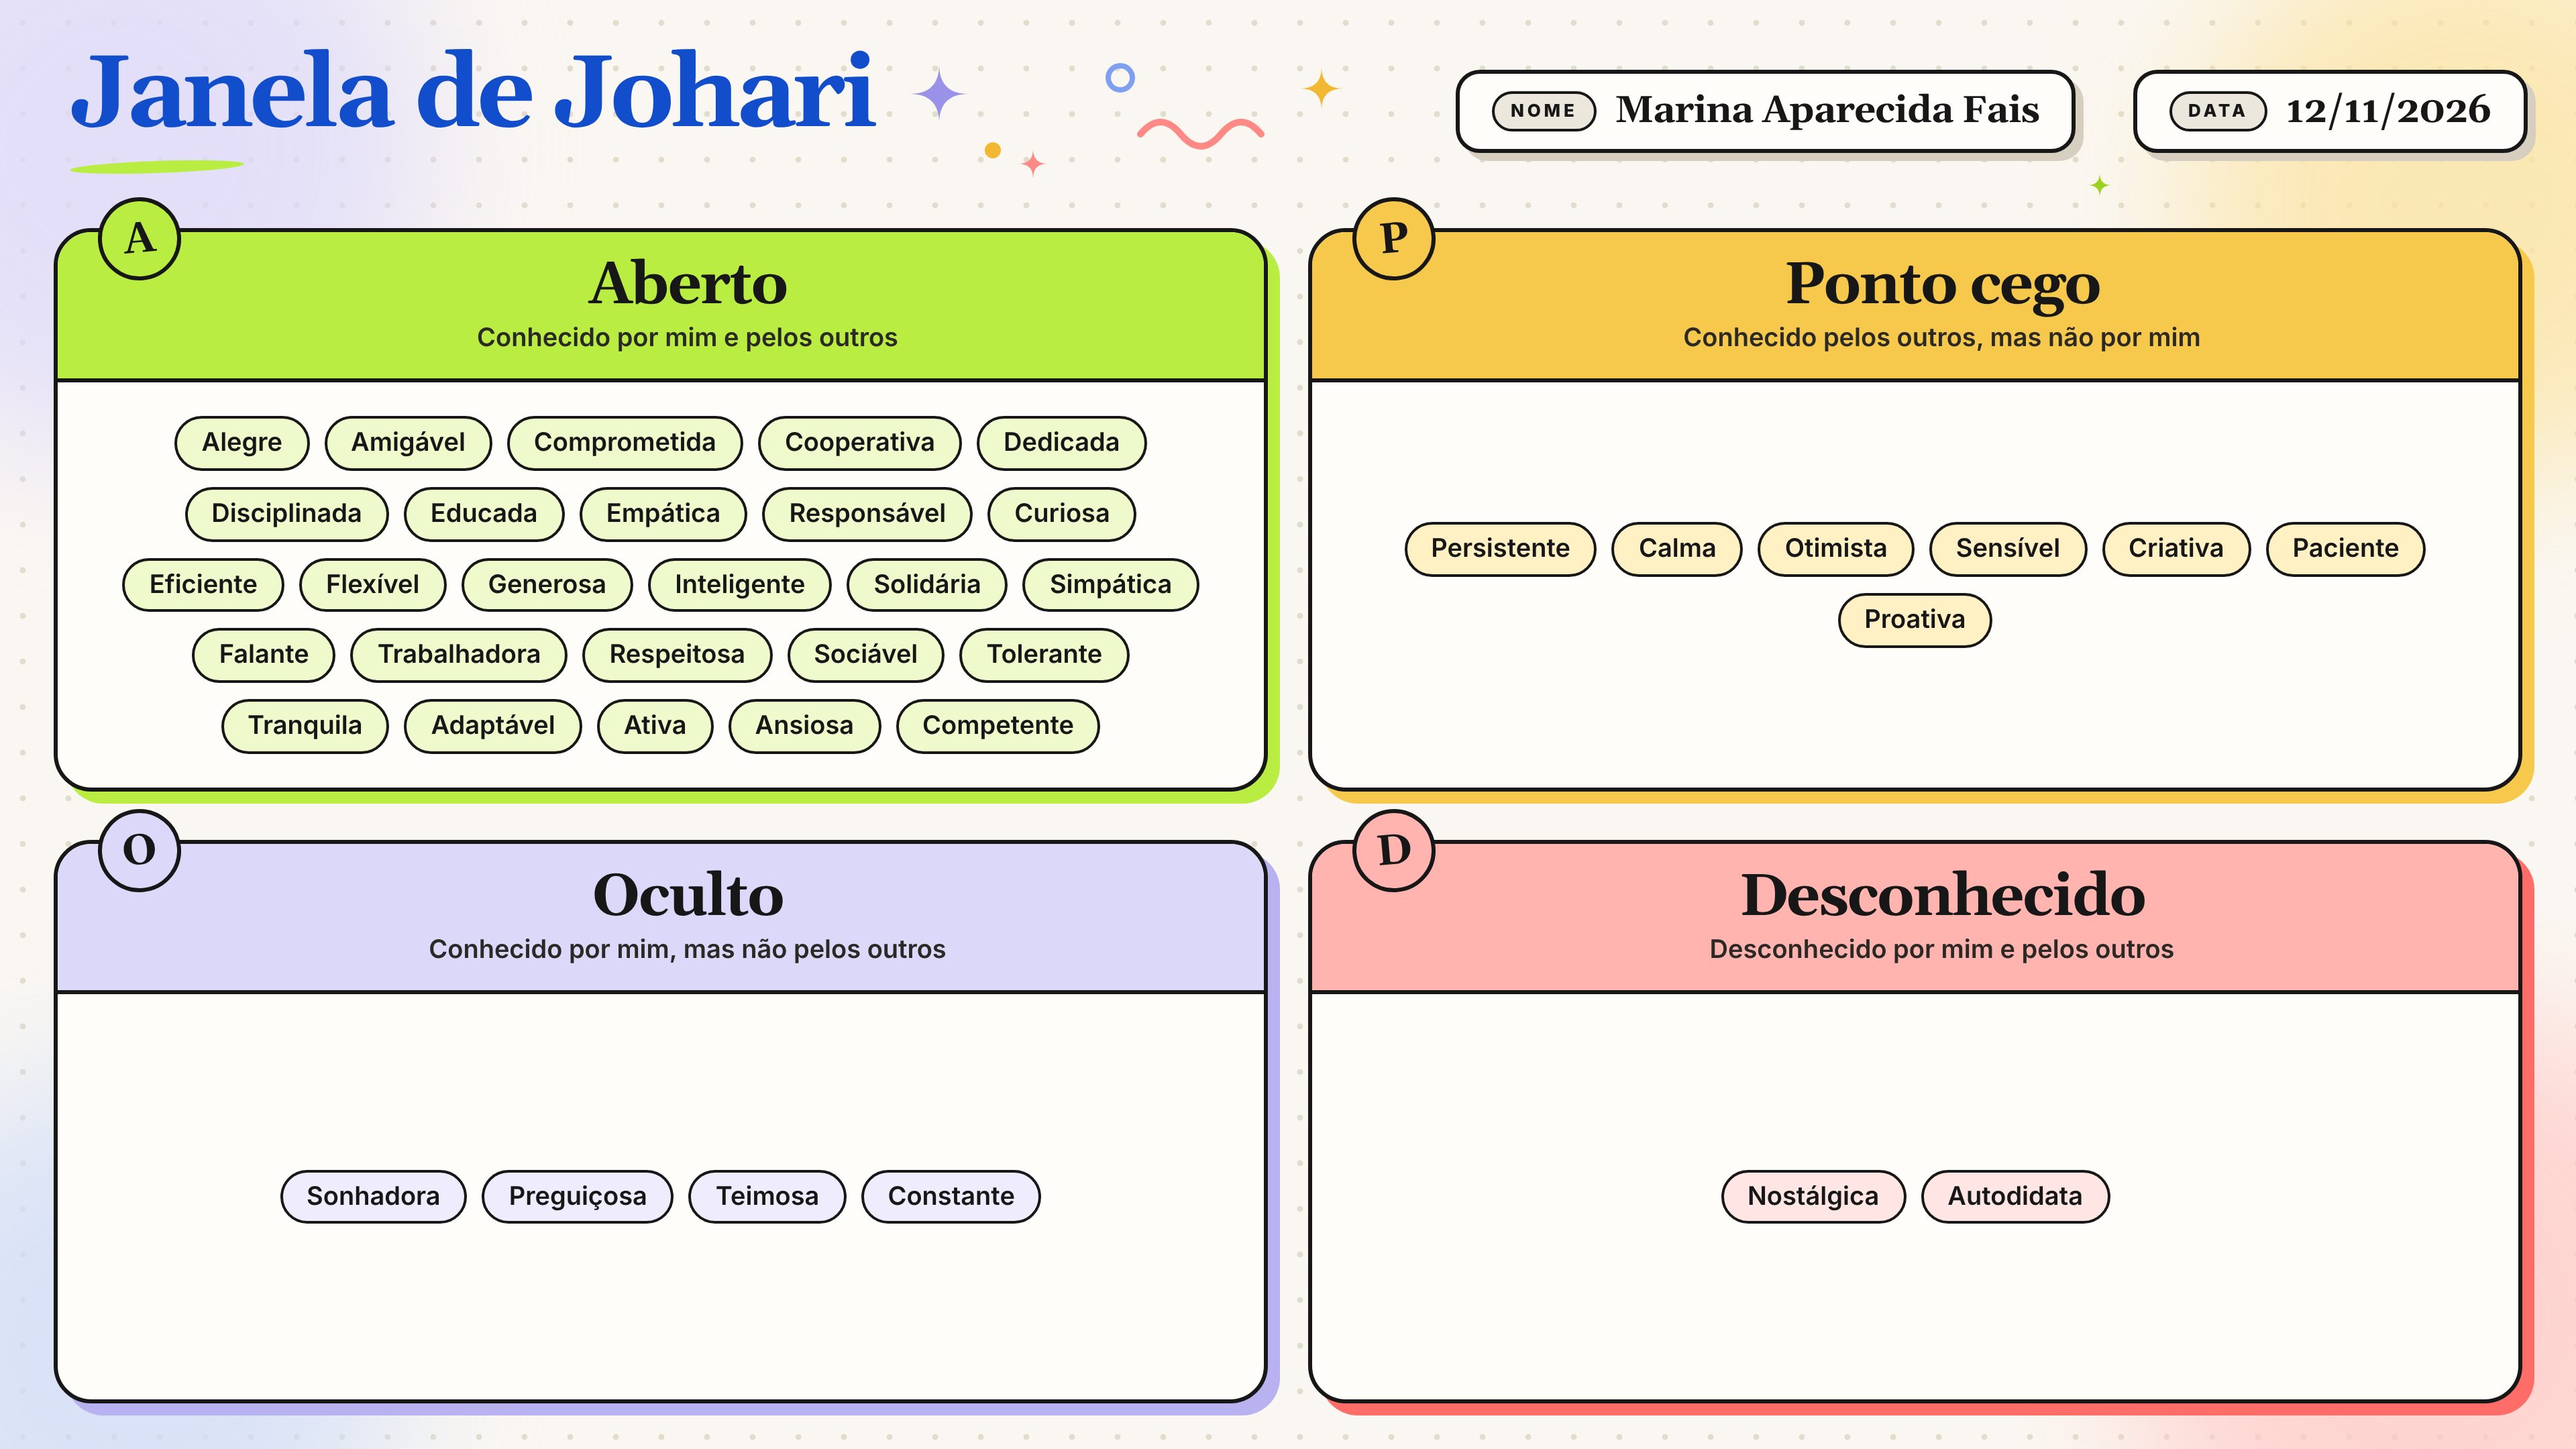 Janela de Johari
NOME Marina Aparecida Fais
DATA 12/11/2026
A
Aberto
Conhecido por mim e pelos outros
Alegre Amigável Comprometida Cooperativa Dedicada
Disciplinada Educada Empática Responsável Curiosa
Eficiente Flexível Generosa Inteligente Solidária Simpática
Falante Trabalhadora Respeitosa Sociável Tolerante
Tranquila Adaptável Ativa Ansiosa Competente
P
Ponto cego
Conhecido pelos outros, mas não por mim
Persistente Calma Otimista Sensível Criativa Paciente
Proativa
O
Oculto
Conhecido por mim, mas não pelos outros
Sonhadora Preguiçosa Teimosa Constante
D
Desconhecido
Desconhecido por mim e pelos outros
Nostálgica Autodidata